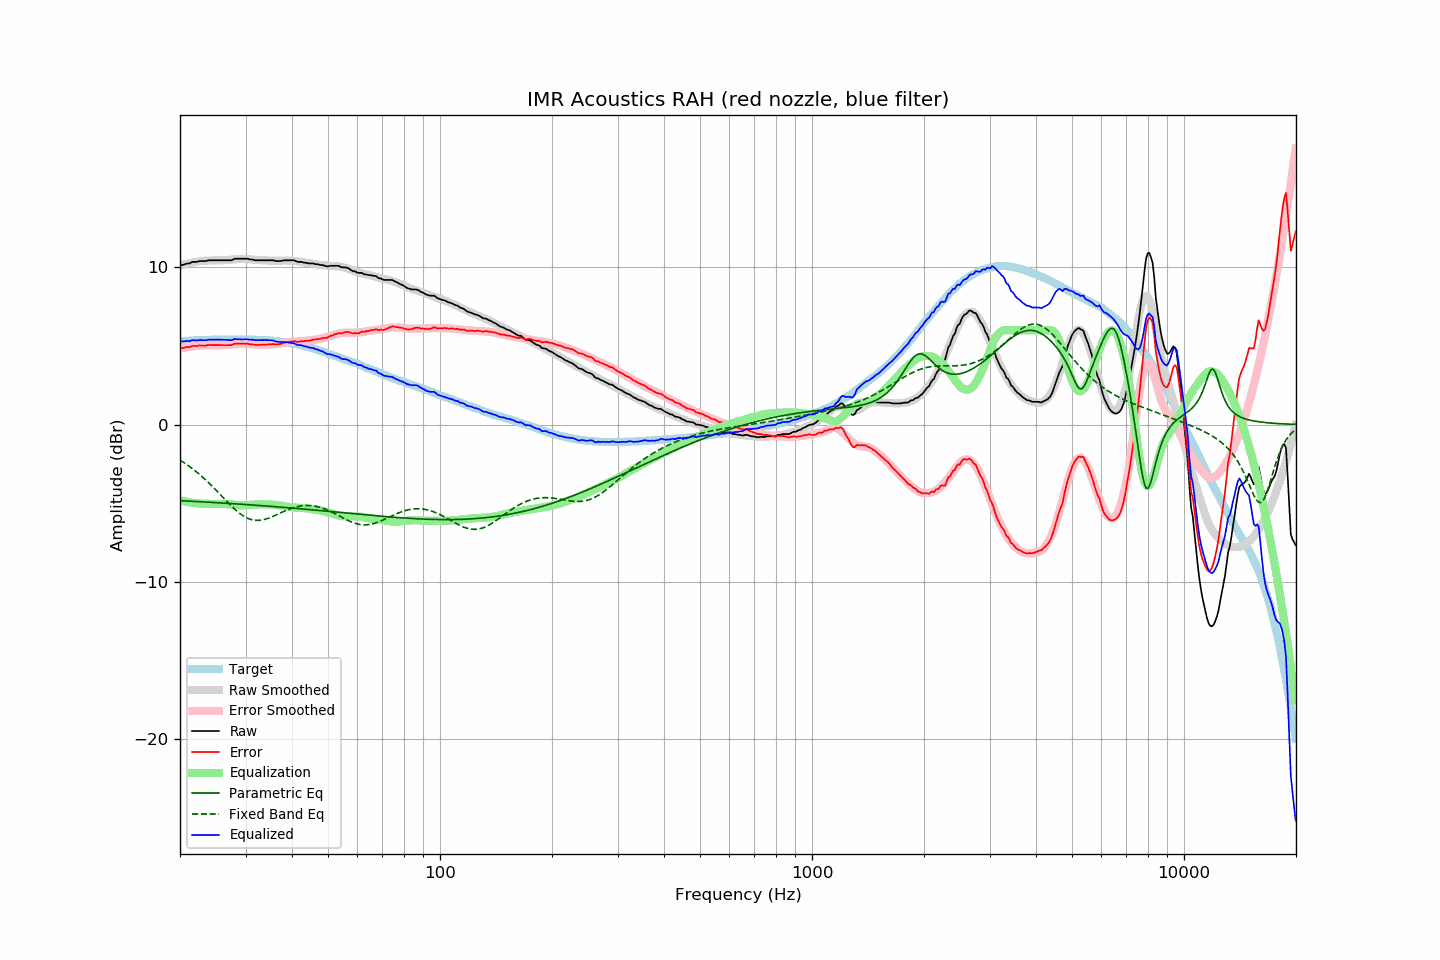 IMR Acoustics RAH (red nozzle, blue filter)
10
0
−10
−20
Amplitude (dBr)
Target
Raw Smoothed
Error Smoothed
Raw
Error
Equalization
Parametric Eq
Fixed Band Eq
Equalized
100
1000
10000
Frequency (Hz)